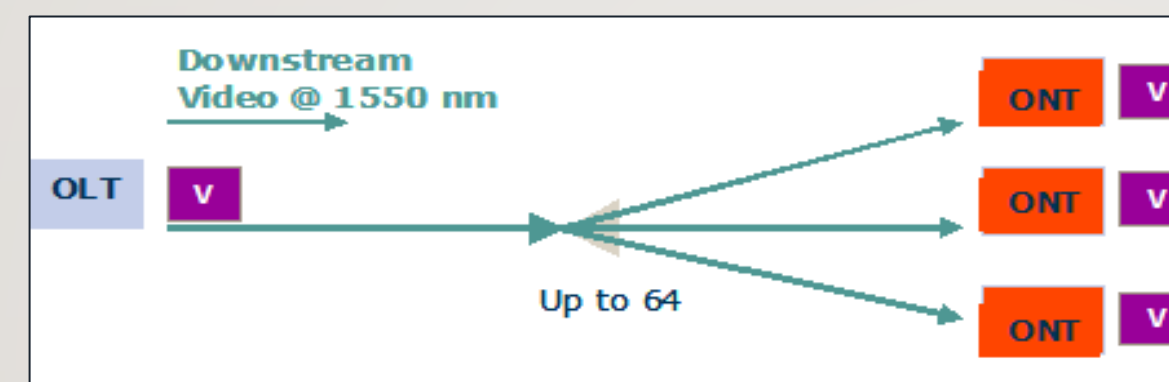 Downstream
Video @ 1550 nm
ONT V
OLT V
ONT V
Up to 64
ONT V